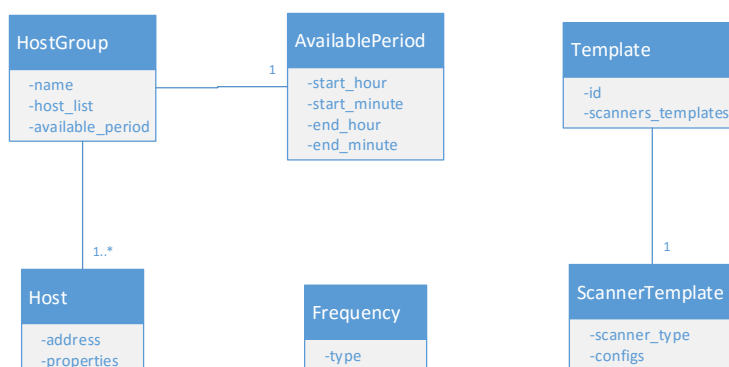 HostGroup
-name
-host_list
-available_period
1
AvailablePeriod
-start_hour
-start_minute
-end_hour
-end_minute
Template
-id
-scanners_templates
1..*
1
Host
-address
-properties
Frequency
-type
ScannerTemplate
-scanner_type
-configs